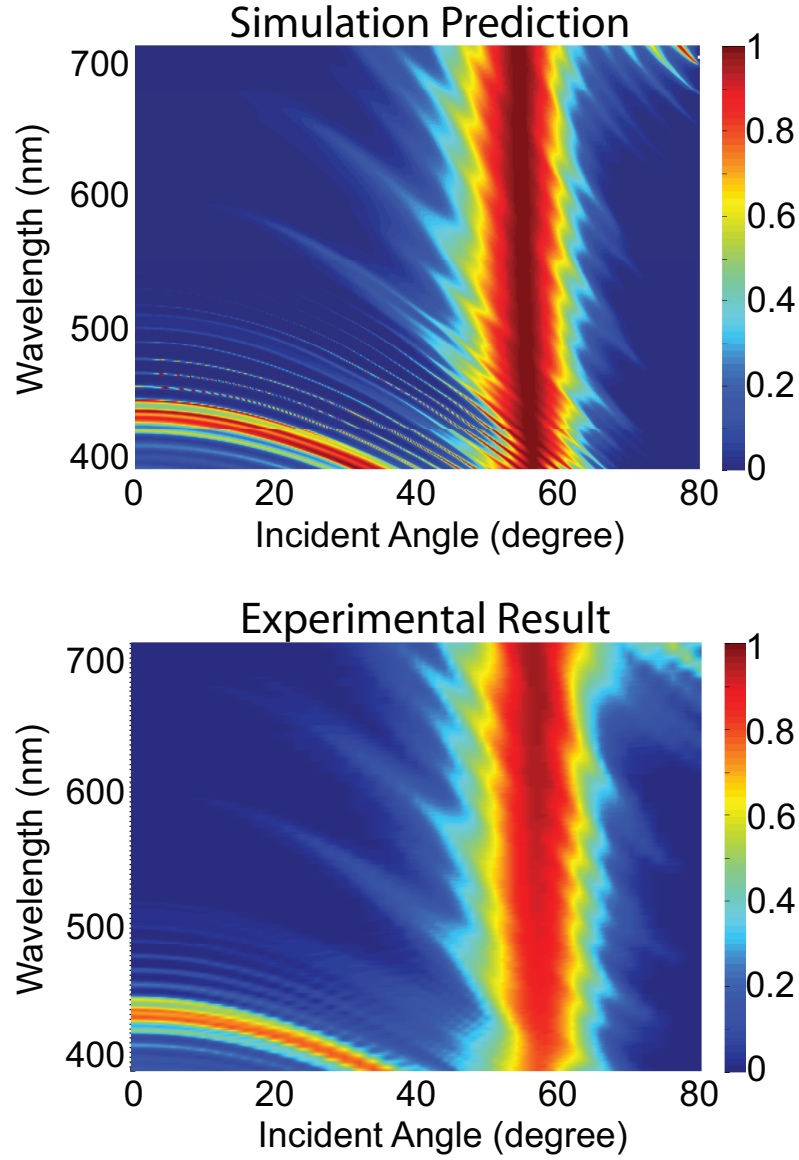 Simulation Prediction
Wavelength (nm)
700
600
500
400
0 20 40 60 80
Incident Angle (degree)
1
0.8
0.6
0.4
0.2
0
Experimental Result
Wavelength (nm)
700
600
500
400
0 20 40 60 80
Incident Angle (degree)
1
0.8
0.6
0.4
0.2
0